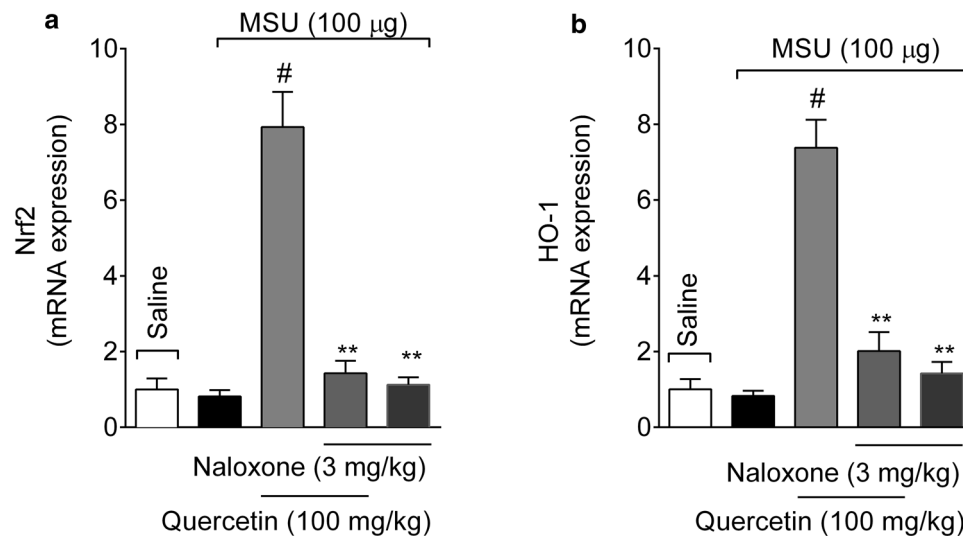 a
MSU (100 μg)
10
8
6
4
2
0
Nrf2
(mRNA expression)
Saline
#
**
**
Naloxone (3 mg/kg)
Quercetin (100 mg/kg)
b
MSU (100 μg)
10
8
6
4
2
0
HO-1
(mRNA expression)
Saline
#
**
**
Naloxone (3 mg/kg)
Quercetin (100 mg/kg)